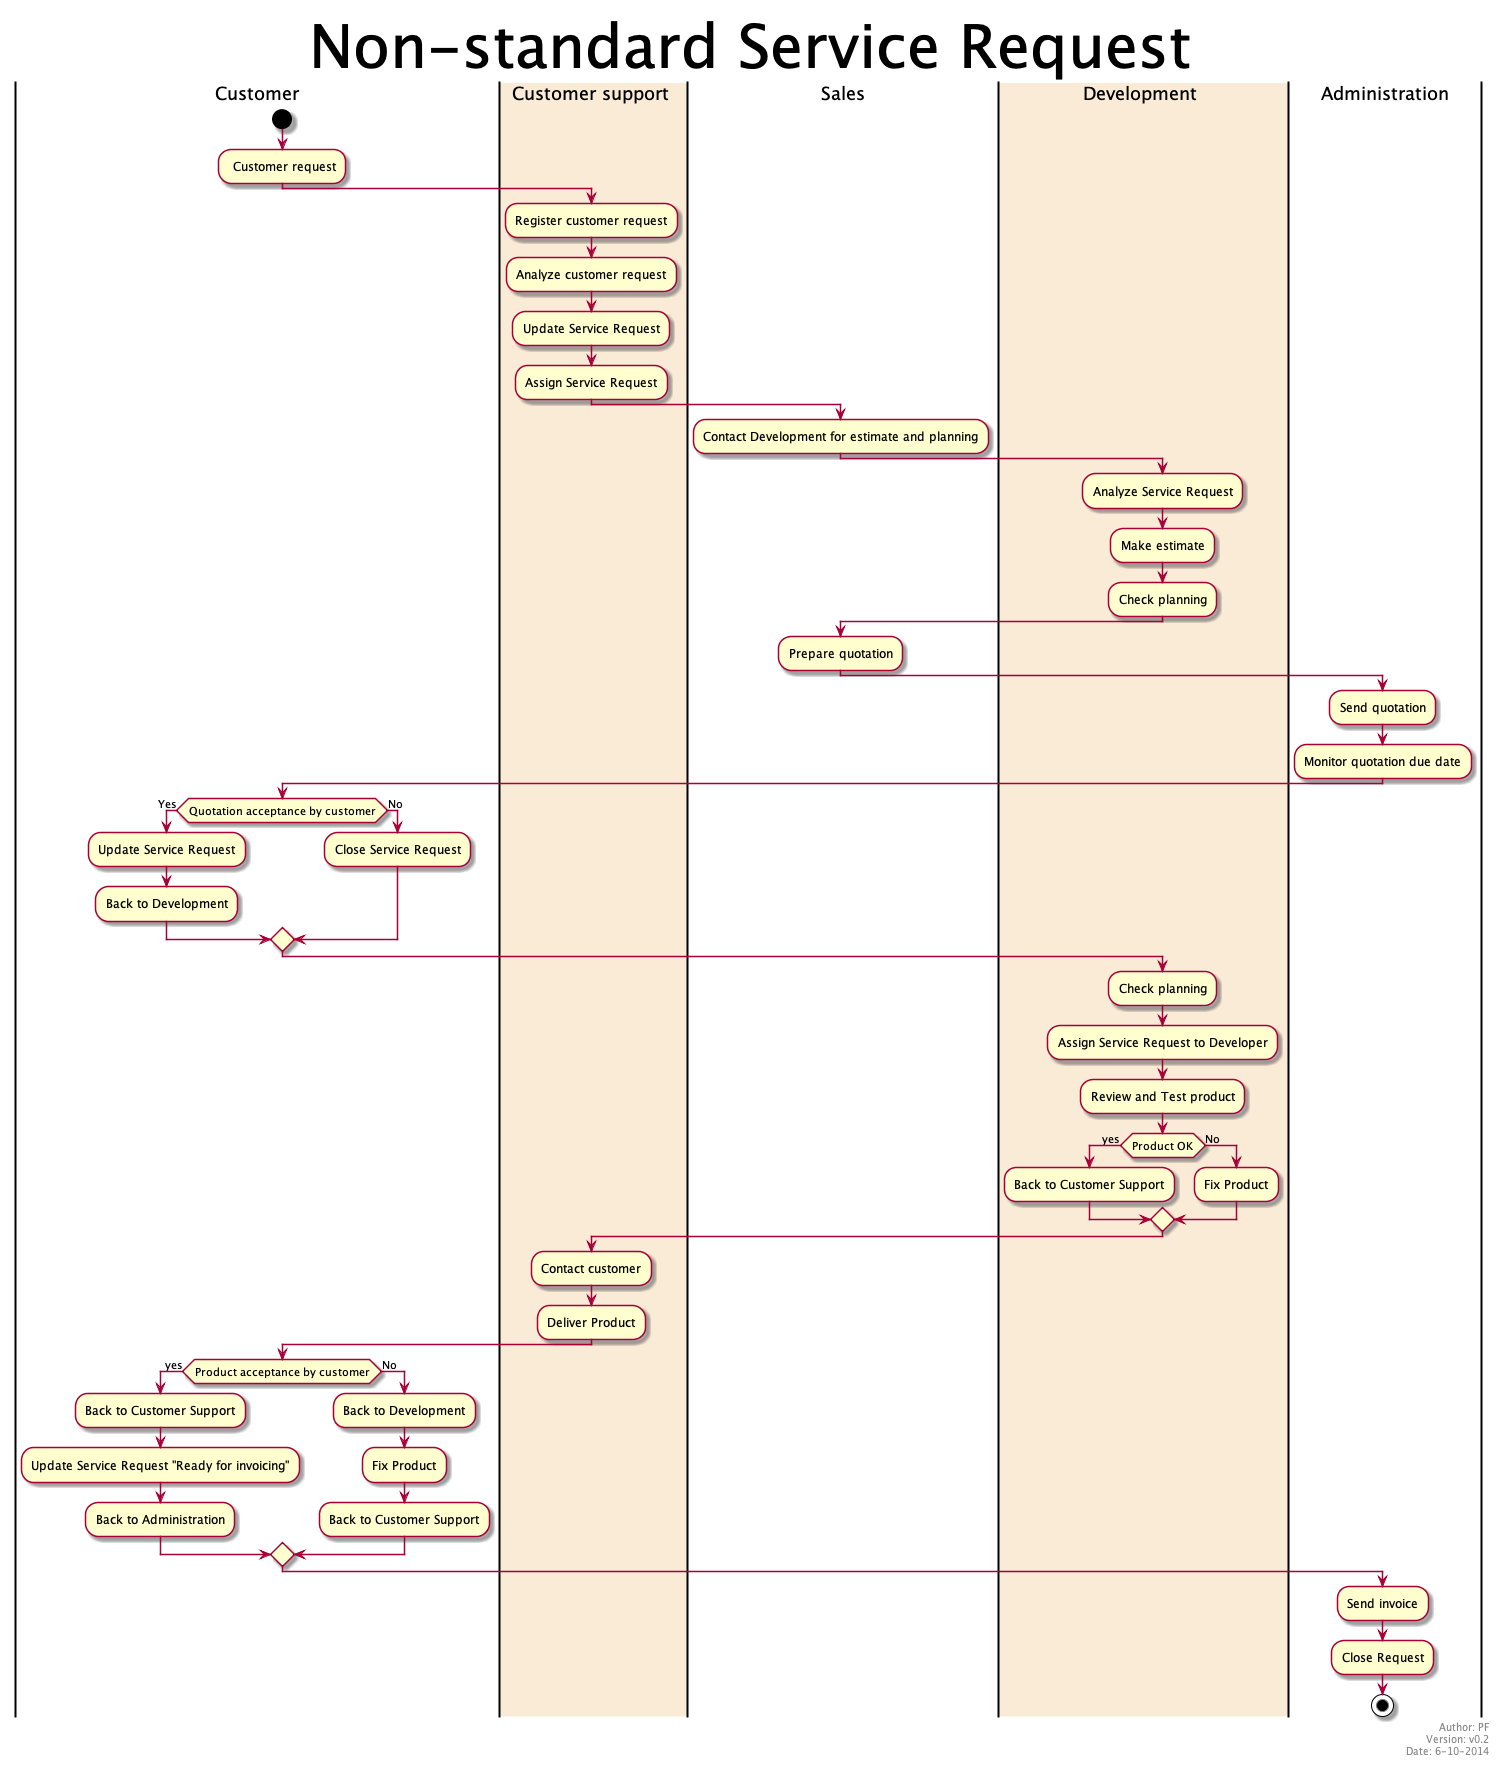 Non-standard Service Request
Customer
Customer support
Sales
Development
Administration
Customer request
Register customer request
Analyze customer request
Update Service Request
Assign Service Request
Contact Development for estimate and planning
Analyze Service Request
Make estimate
Check planning
Prepare quotation
Send quotation
Monitor quotation due date
Yes
Quotation acceptance by customer
No
Update Service Request
Close Service Request
Back to Development
Check planning
Assign Service Request to Developer
Review and Test product
yes
Product OK
No
Back to Customer Support
Fix Product
Contact customer
Deliver Product
yes
Product acceptance by customer
No
Back to Customer Support
Back to Development
Update Service Request "Ready for invoicing"
Fix Product
Back to Administration
Back to Customer Support
Send invoice
Close Request
Author: PF
Version: v0.2
Date: 6-10-2014